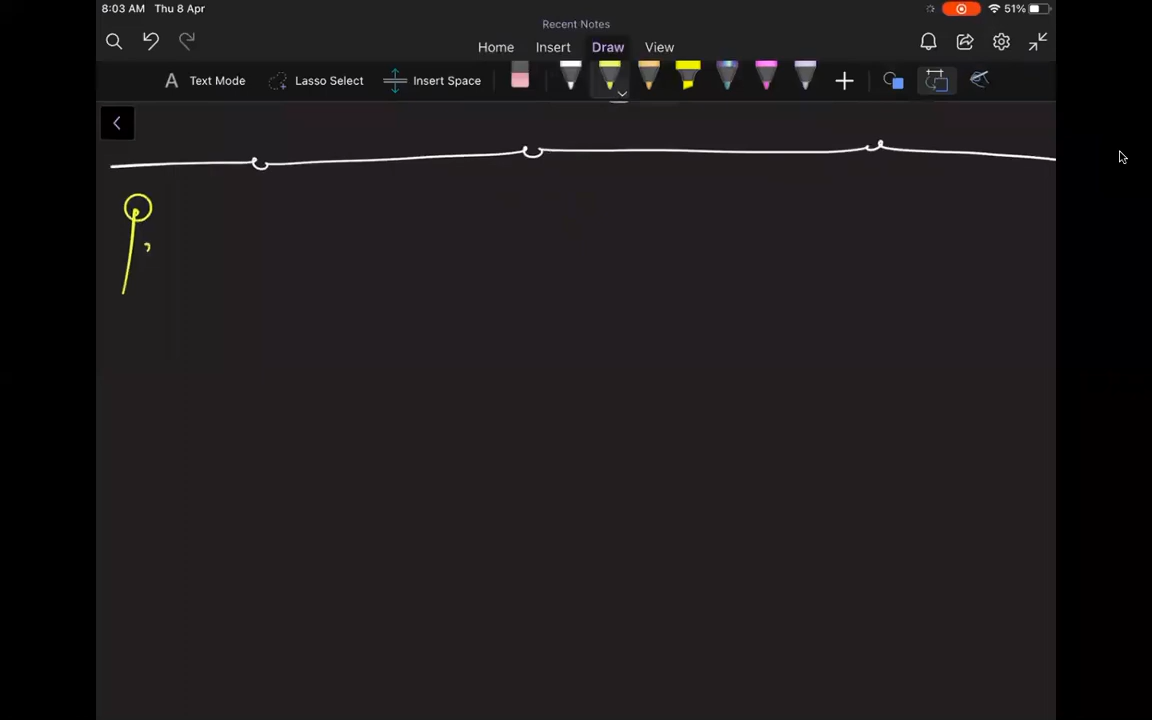 8:03 AM Thu 8 Apr
51%
Recent Notes
Home Insert Draw View
Text Mode Lasso Select Insert Space